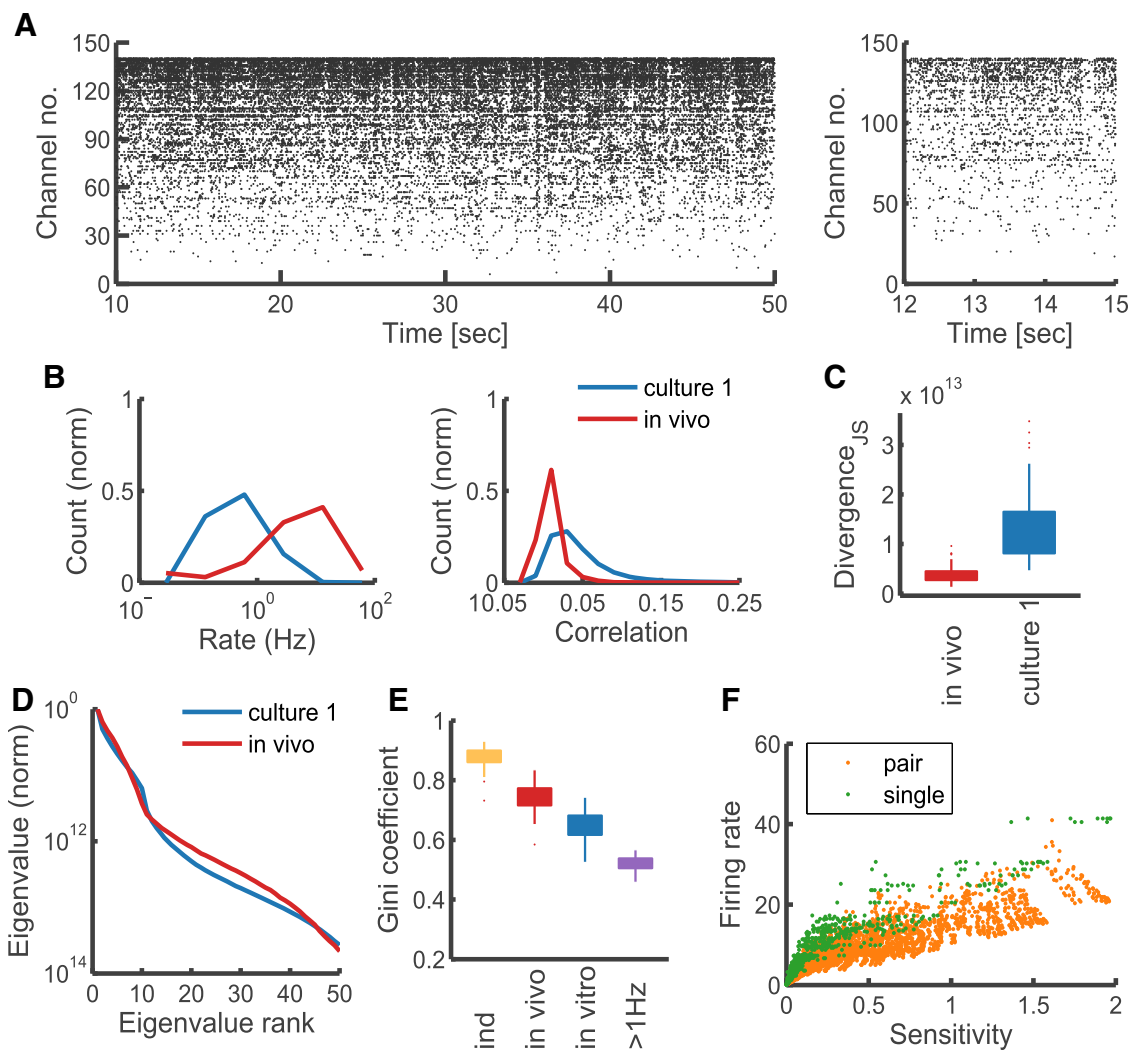 A
150
120
90
60
30
0
Channel no.
10
20
30
40
50
Time [sec]
150
100
50
0
Channel no.
12
13
14
15
Time [sec]
B
1
0.5
0
Count (norm)
10⁻
10⁰
10²
Rate (Hz)
culture 1
in vivo
1
0.5
0
Count (norm)
10.05
0.05
0.15
0.25
Correlation
C
x 10¹³
3
2
1
0
Divergence_JS
in vivo
culture 1
D
culture 1
in vivo
10⁰
10¹²
10¹⁴
Eigenvalue (norm)
0
10
20
30
40
50
Eigenvalue rank
E
1
0.8
0.6
0.4
0.2
Gini coefficient
ind
in vivo
in vitro
>1Hz
F
pair
single
60
40
20
0
Firing rate
0
0.5
1
1.5
2
Sensitivity